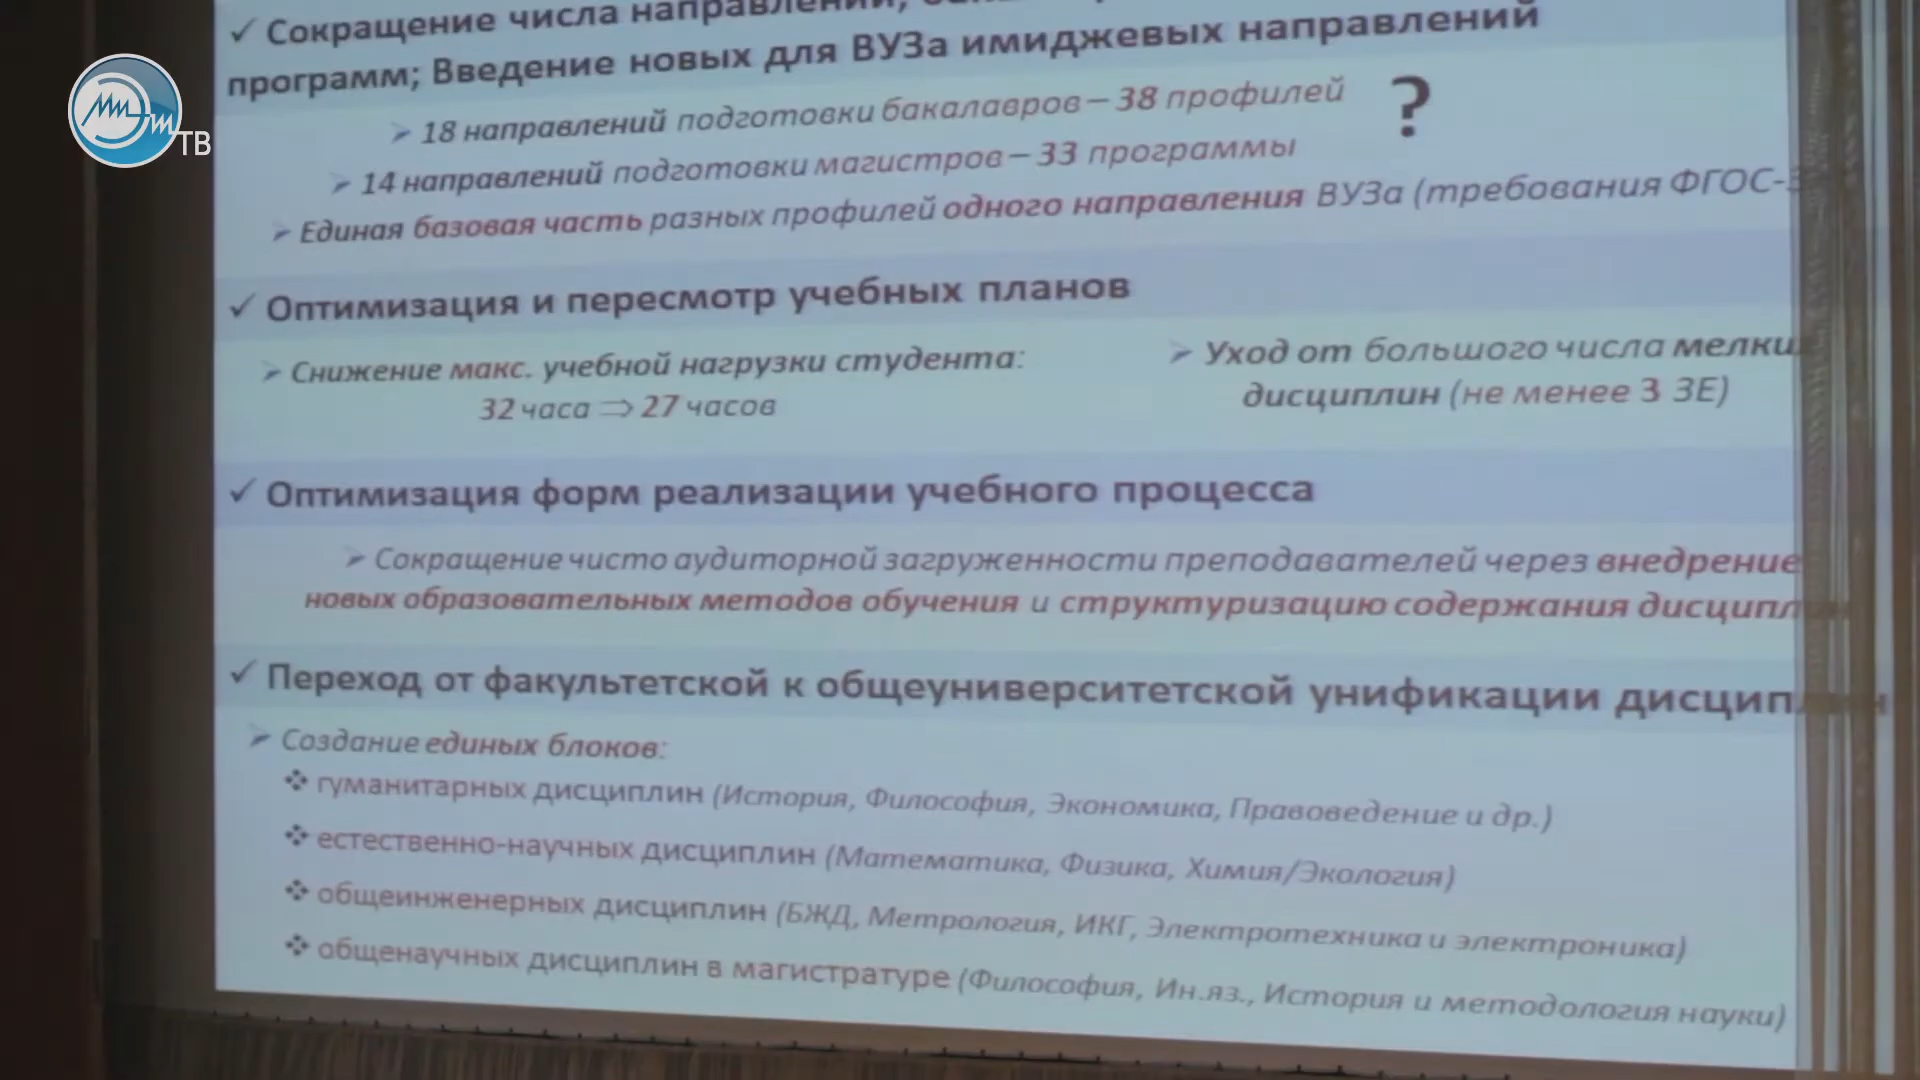 ✓ Сокращение числа направлений,
программ; Введение новых для ВУЗа имиджевых направлений
➢ 18 направлений подготовки бакалавров – 38 профилей
?
➢ 14 направлений подготовки магистров – 33 программы
➢ Единая базовая часть разных профилей одного направления ВУЗа (требования ФГОС-3
✓ Оптимизация и пересмотр учебных планов
➢ Снижение макс. учебной нагрузки студента:
32 часа ⇒ 27 часов
➢ Уход от большого числа мелки
дисциплин (не менее 3 ЗЕ)
✓ Оптимизация форм реализации учебного процесса
➢ Сокращение чисто аудиторной загруженности преподавателей через внедрение
новых образовательных методов обучения и структуризацию содержания дисциплин
✓ Переход от факультетской к общеуниверситетской унификации дисциплин
➢ Создание единых блоков:
❖ гуманитарных дисциплин (История, Философия, Экономика, Правоведение и др.)
❖ естественно-научных дисциплин (Математика, Физика, Химия/Экология)
❖ общеинженерных дисциплин (БЖД, Метрология, ИКГ, Электротехника и электроника)
❖ общенаучных дисциплин в магистратуре (Философия, Ин.яз., История и методология науки)
МИЭТ ТВ